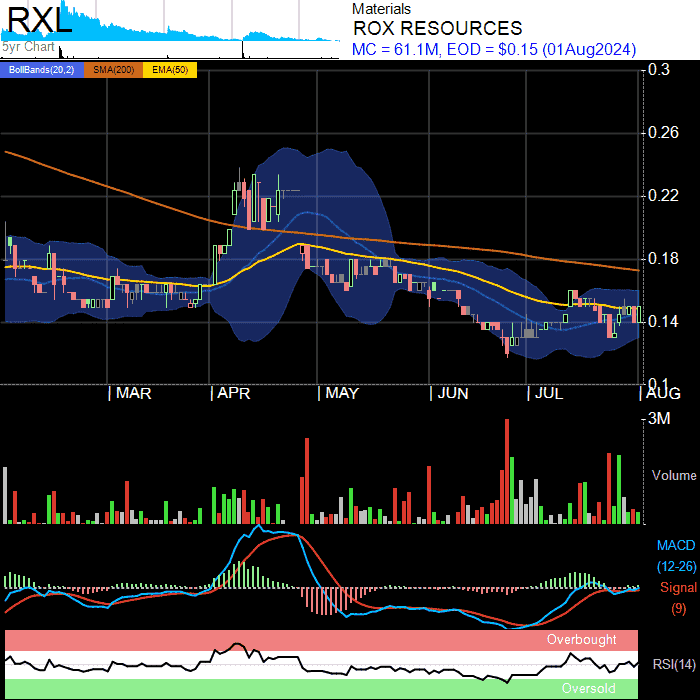 RXL
5yr Chart
Materials
ROX RESOURCES
MC = 61.1M, EOD = $0.15 (01Aug2024)
BollBands(20,2) SMA(200) EMA(50)
0.3
0.26
0.22
0.18
0.14
0.1
MAR APR MAY JUN JUL AUG
3M
Volume
MACD
(12-26)
Signal
(9)
Overbought
RSI(14)
Oversold